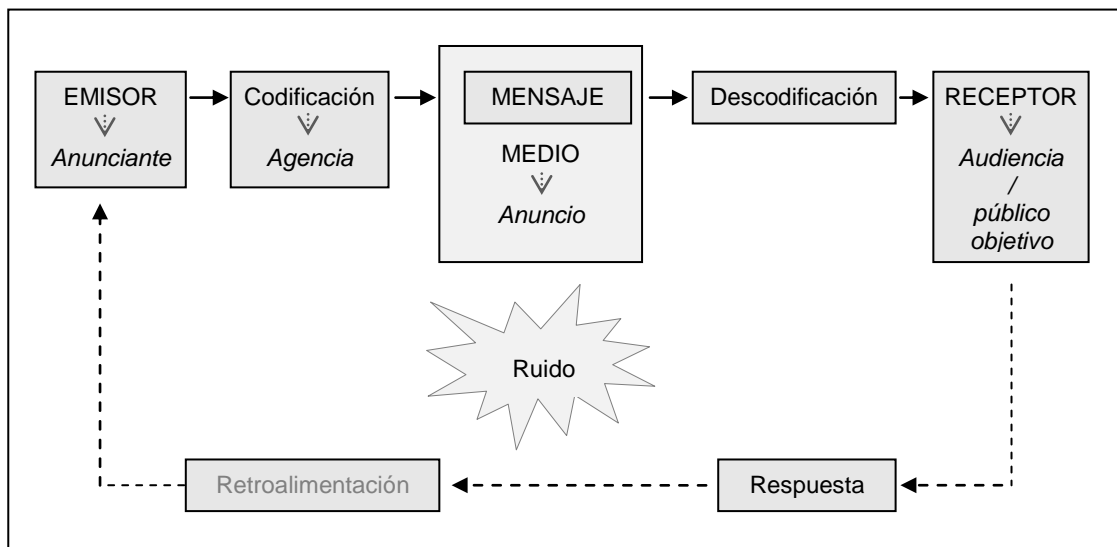 EMISOR
Anunciante
Codificación
Agencia
MENSAJE
MEDIO
Anuncio
Descodificación
RECEPTOR
Audiencia
/
público
objetivo
Ruido
Retroalimentación
Respuesta